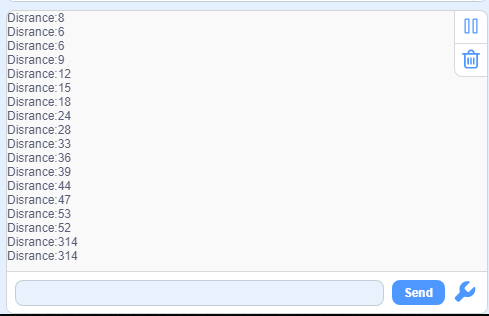 Disrance:8
Disrance:6
Disrance:6
Disrance:9
Disrance:12
Disrance:15
Disrance:18
Disrance:24
Disrance:28
Disrance:33
Disrance:36
Disrance:39
Disrance:44
Disrance:47
Disrance:53
Disrance:52
Disrance:314
Disrance:314
Send